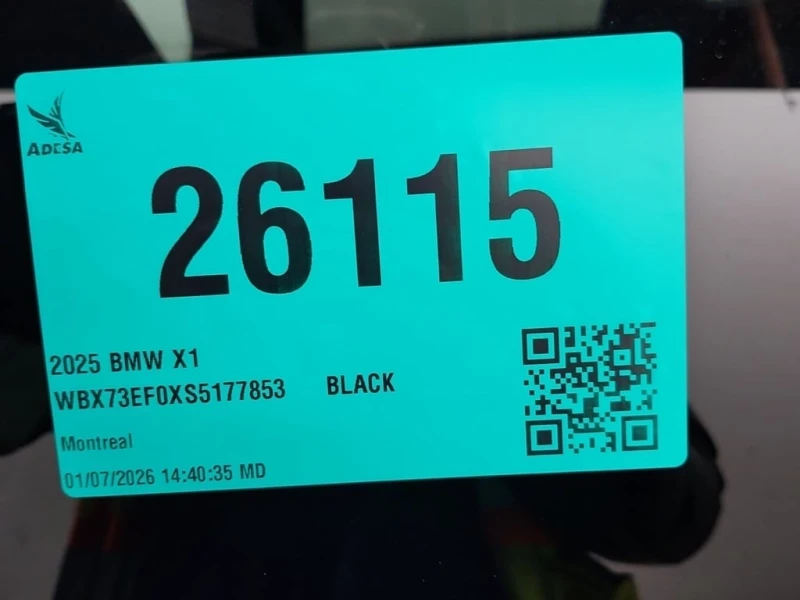 ADESA
26115
2025 BMW X1
WBX73EF0XS5177853 BLACK
Montreal
01/07/2026 14:40:35 MD